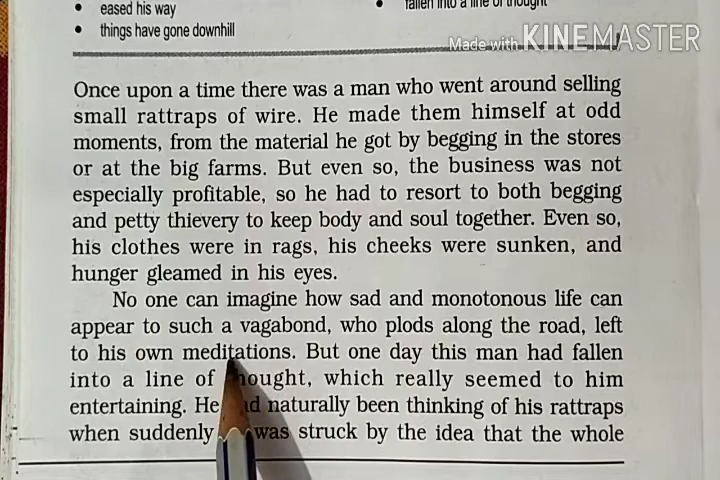 eased his way
fallen into a line of thought
things have gone downhill
Made with KINEMASTER
Once upon a time there was a man who went around selling
small rattraps of wire. He made them himself at odd
moments, from the material he got by begging in the stores
or at the big farms. But even so, the business was not
especially profitable, so he had to resort to both begging
and petty thievery to keep body and soul together. Even so,
his clothes were in rags, his cheeks were sunken, and
hunger gleamed in his eyes.
No one can imagine how sad and monotonous life can
appear to such a vagabond, who plods along the road, left
to his own meditations. But one day this man had fallen
into a line of thought, which really seemed to him
entertaining. He naturally been thinking of his rattraps
when suddenly was struck by the idea that the whole